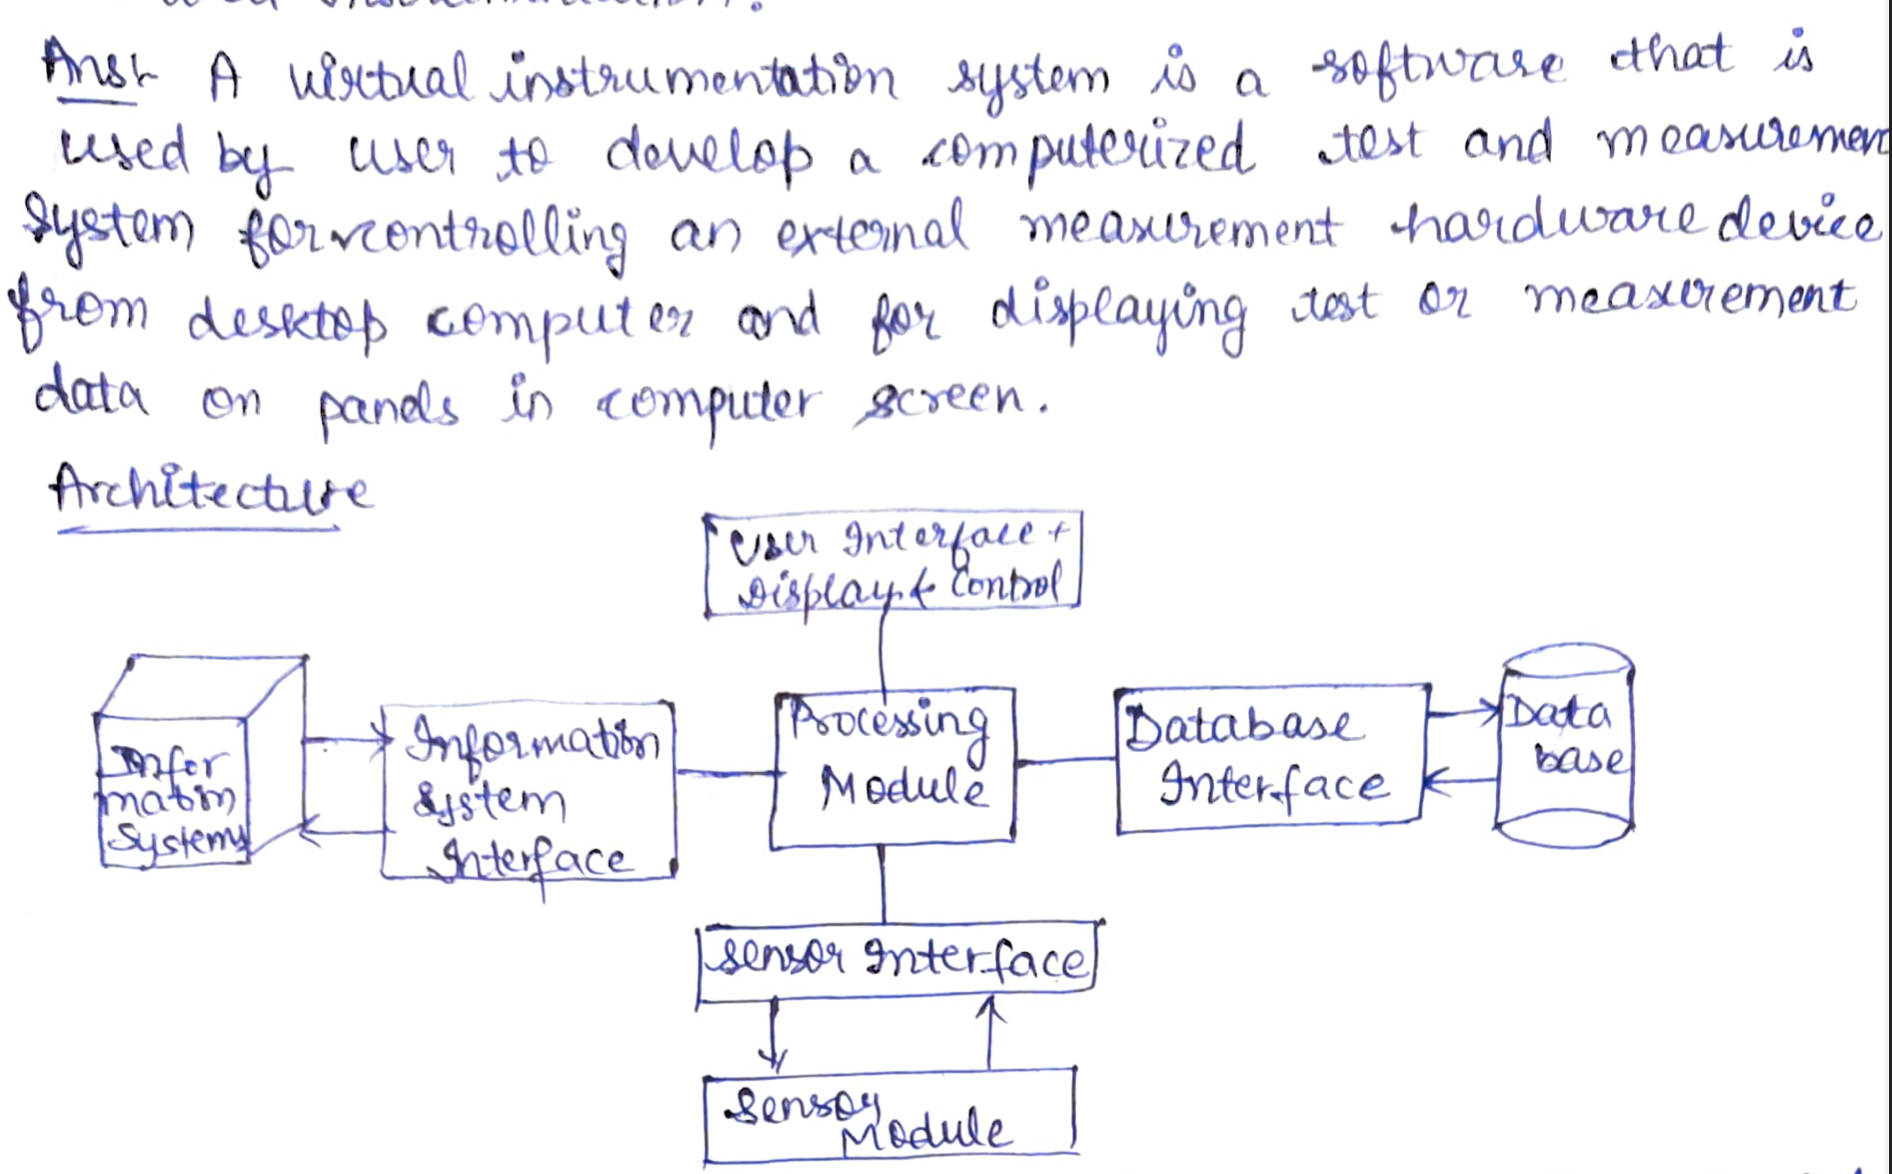 Ans:- A virtual instrumentation system is a software that is
used by user to develop a computerized test and measuremen
system for controlling an external measurement hardware device
from desktop computer and for displaying test or measurement
data on panels in computer screen.
Architecture
User Interface +
Display & Control
Infor
mation
Systems
Information
System
Interface
Processing
Module
Database
Interface
Data
base
Sensor Interface
Sensor
Module